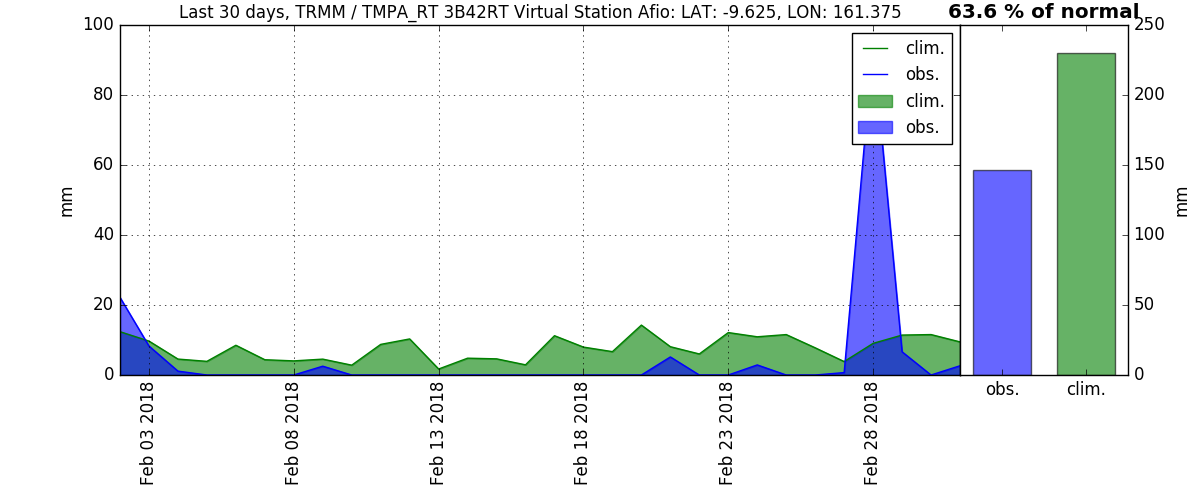 Last 30 days, TRMM / TMPA_RT 3B42RT Virtual Station Afio: LAT: -9.625, LON: 161.375
63.6 % of normal
100
80
60
40
20
0
mm
clim.
obs.
clim.
obs.
Feb 03 2018
Feb 08 2018
Feb 13 2018
Feb 18 2018
Feb 23 2018
Feb 28 2018
250
200
150
100
50
0
mm
obs.
clim.